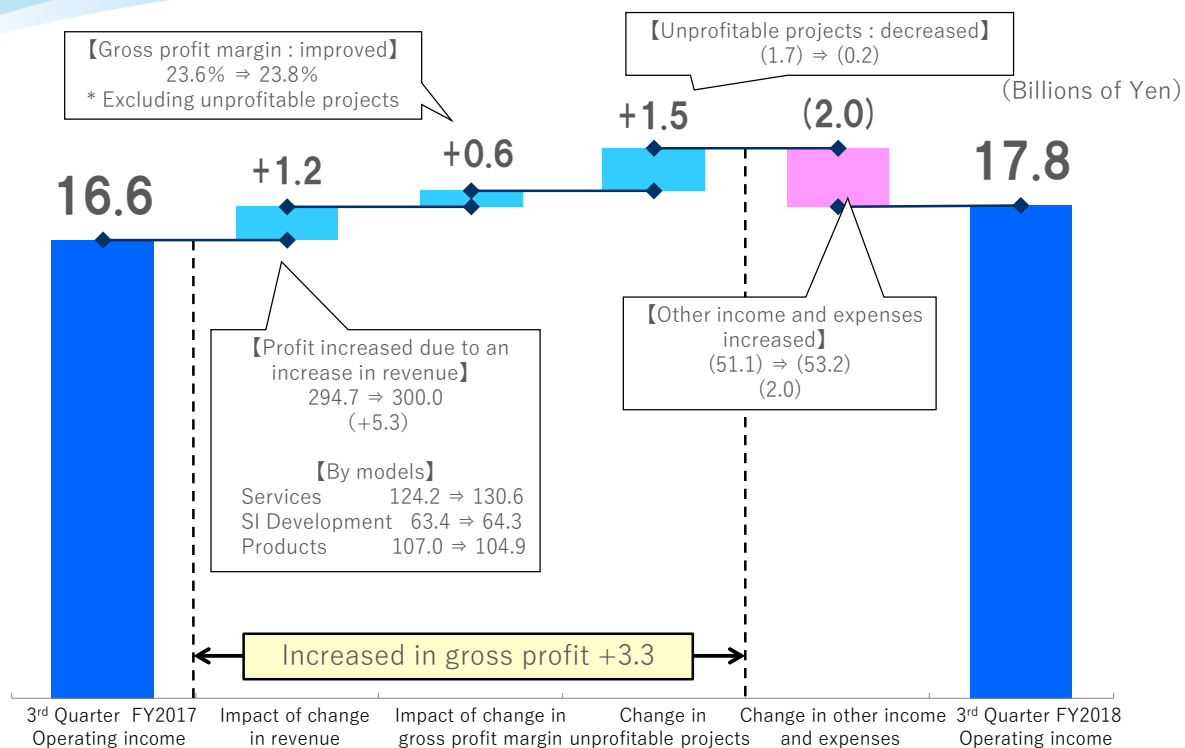 【Gross profit margin : improved】
23.6% ⇒ 23.8%
* Excluding unprofitable projects
【Unprofitable projects : decreased】
(1.7) ⇒ (0.2)
(Billions of Yen)
16.6
+1.2
+0.6
+1.5
(2.0)
17.8
【Profit increased due to an
increase in revenue】
294.7 ⇒ 300.0
(+5.3)
【By models】
Services 124.2 ⇒ 130.6
SI Development 63.4 ⇒ 64.3
Products 107.0 ⇒ 104.9
【Other income and expenses
increased】
(51.1) ⇒ (53.2)
(2.0)
Increased in gross profit +3.3
3rd Quarter FY2017
Operating income
Impact of change
in revenue
Impact of change in
gross profit margin
Change in
unprofitable projects
Change in other income
and expenses
3rd Quarter FY2018
Operating income